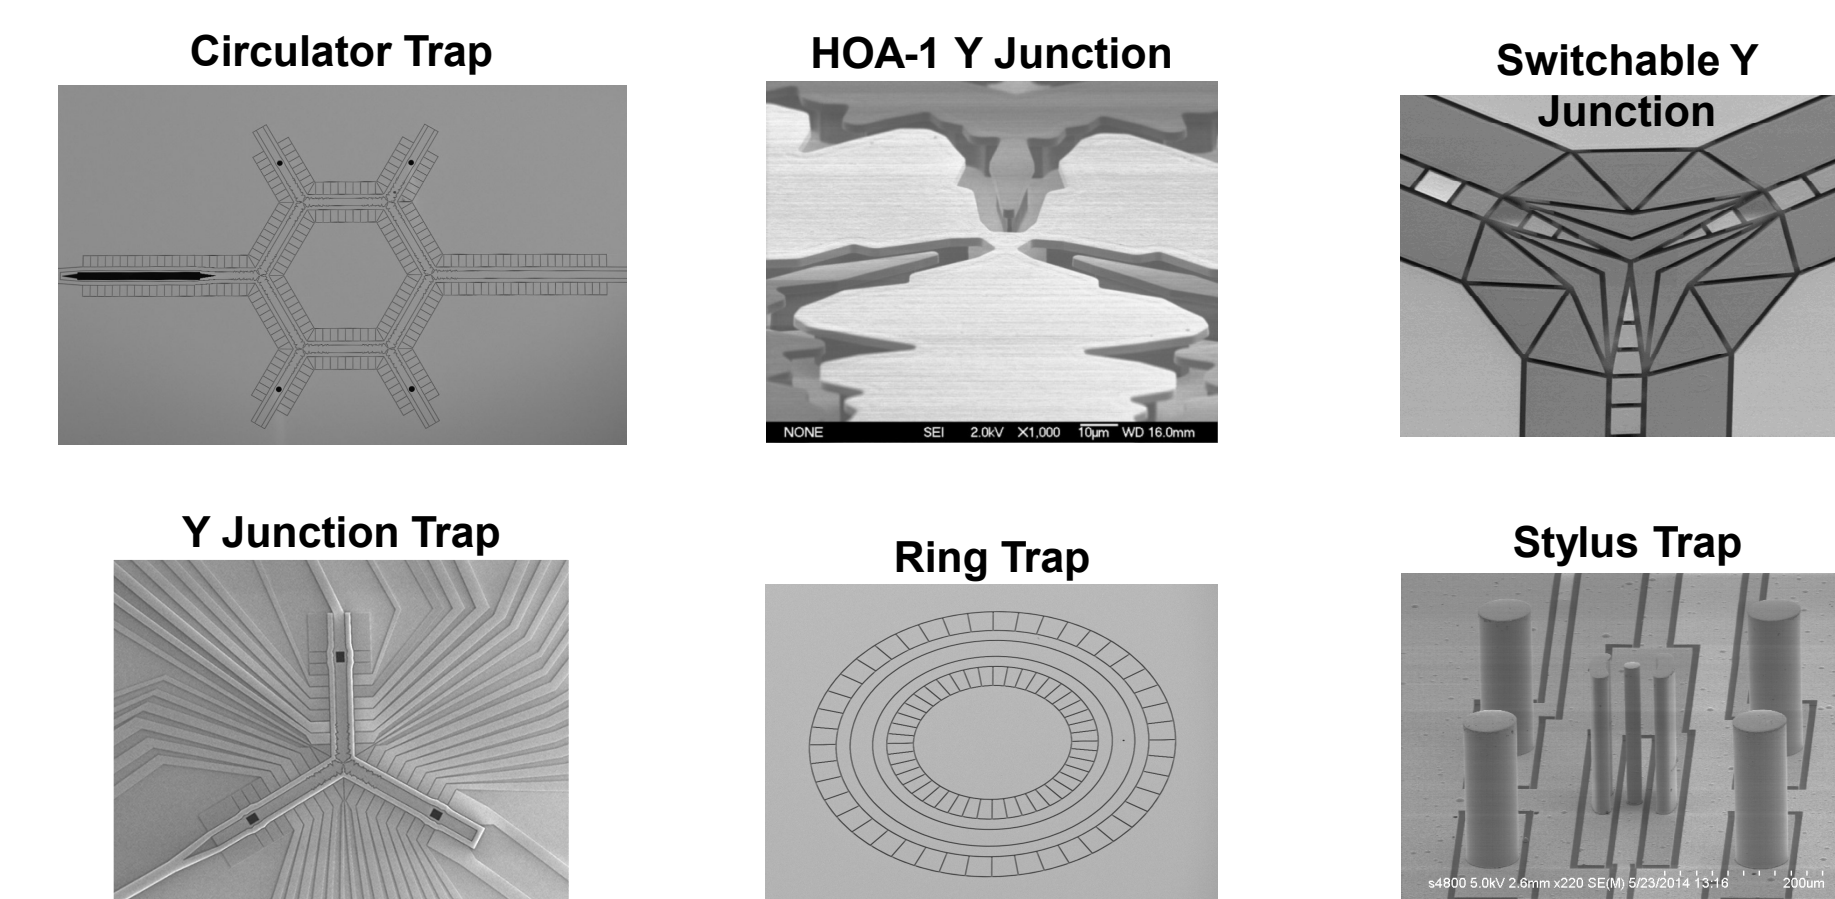 Circulator Trap
HOA-1 Y Junction
Switchable Y
Junction
NONE SEI 2.0kV X1,000 10µm WD 16.0mm
Y Junction Trap
Ring Trap
Stylus Trap
s4800 5.0kV 2.6mm x220 SE(M) 5/23/2014 13:16 200um